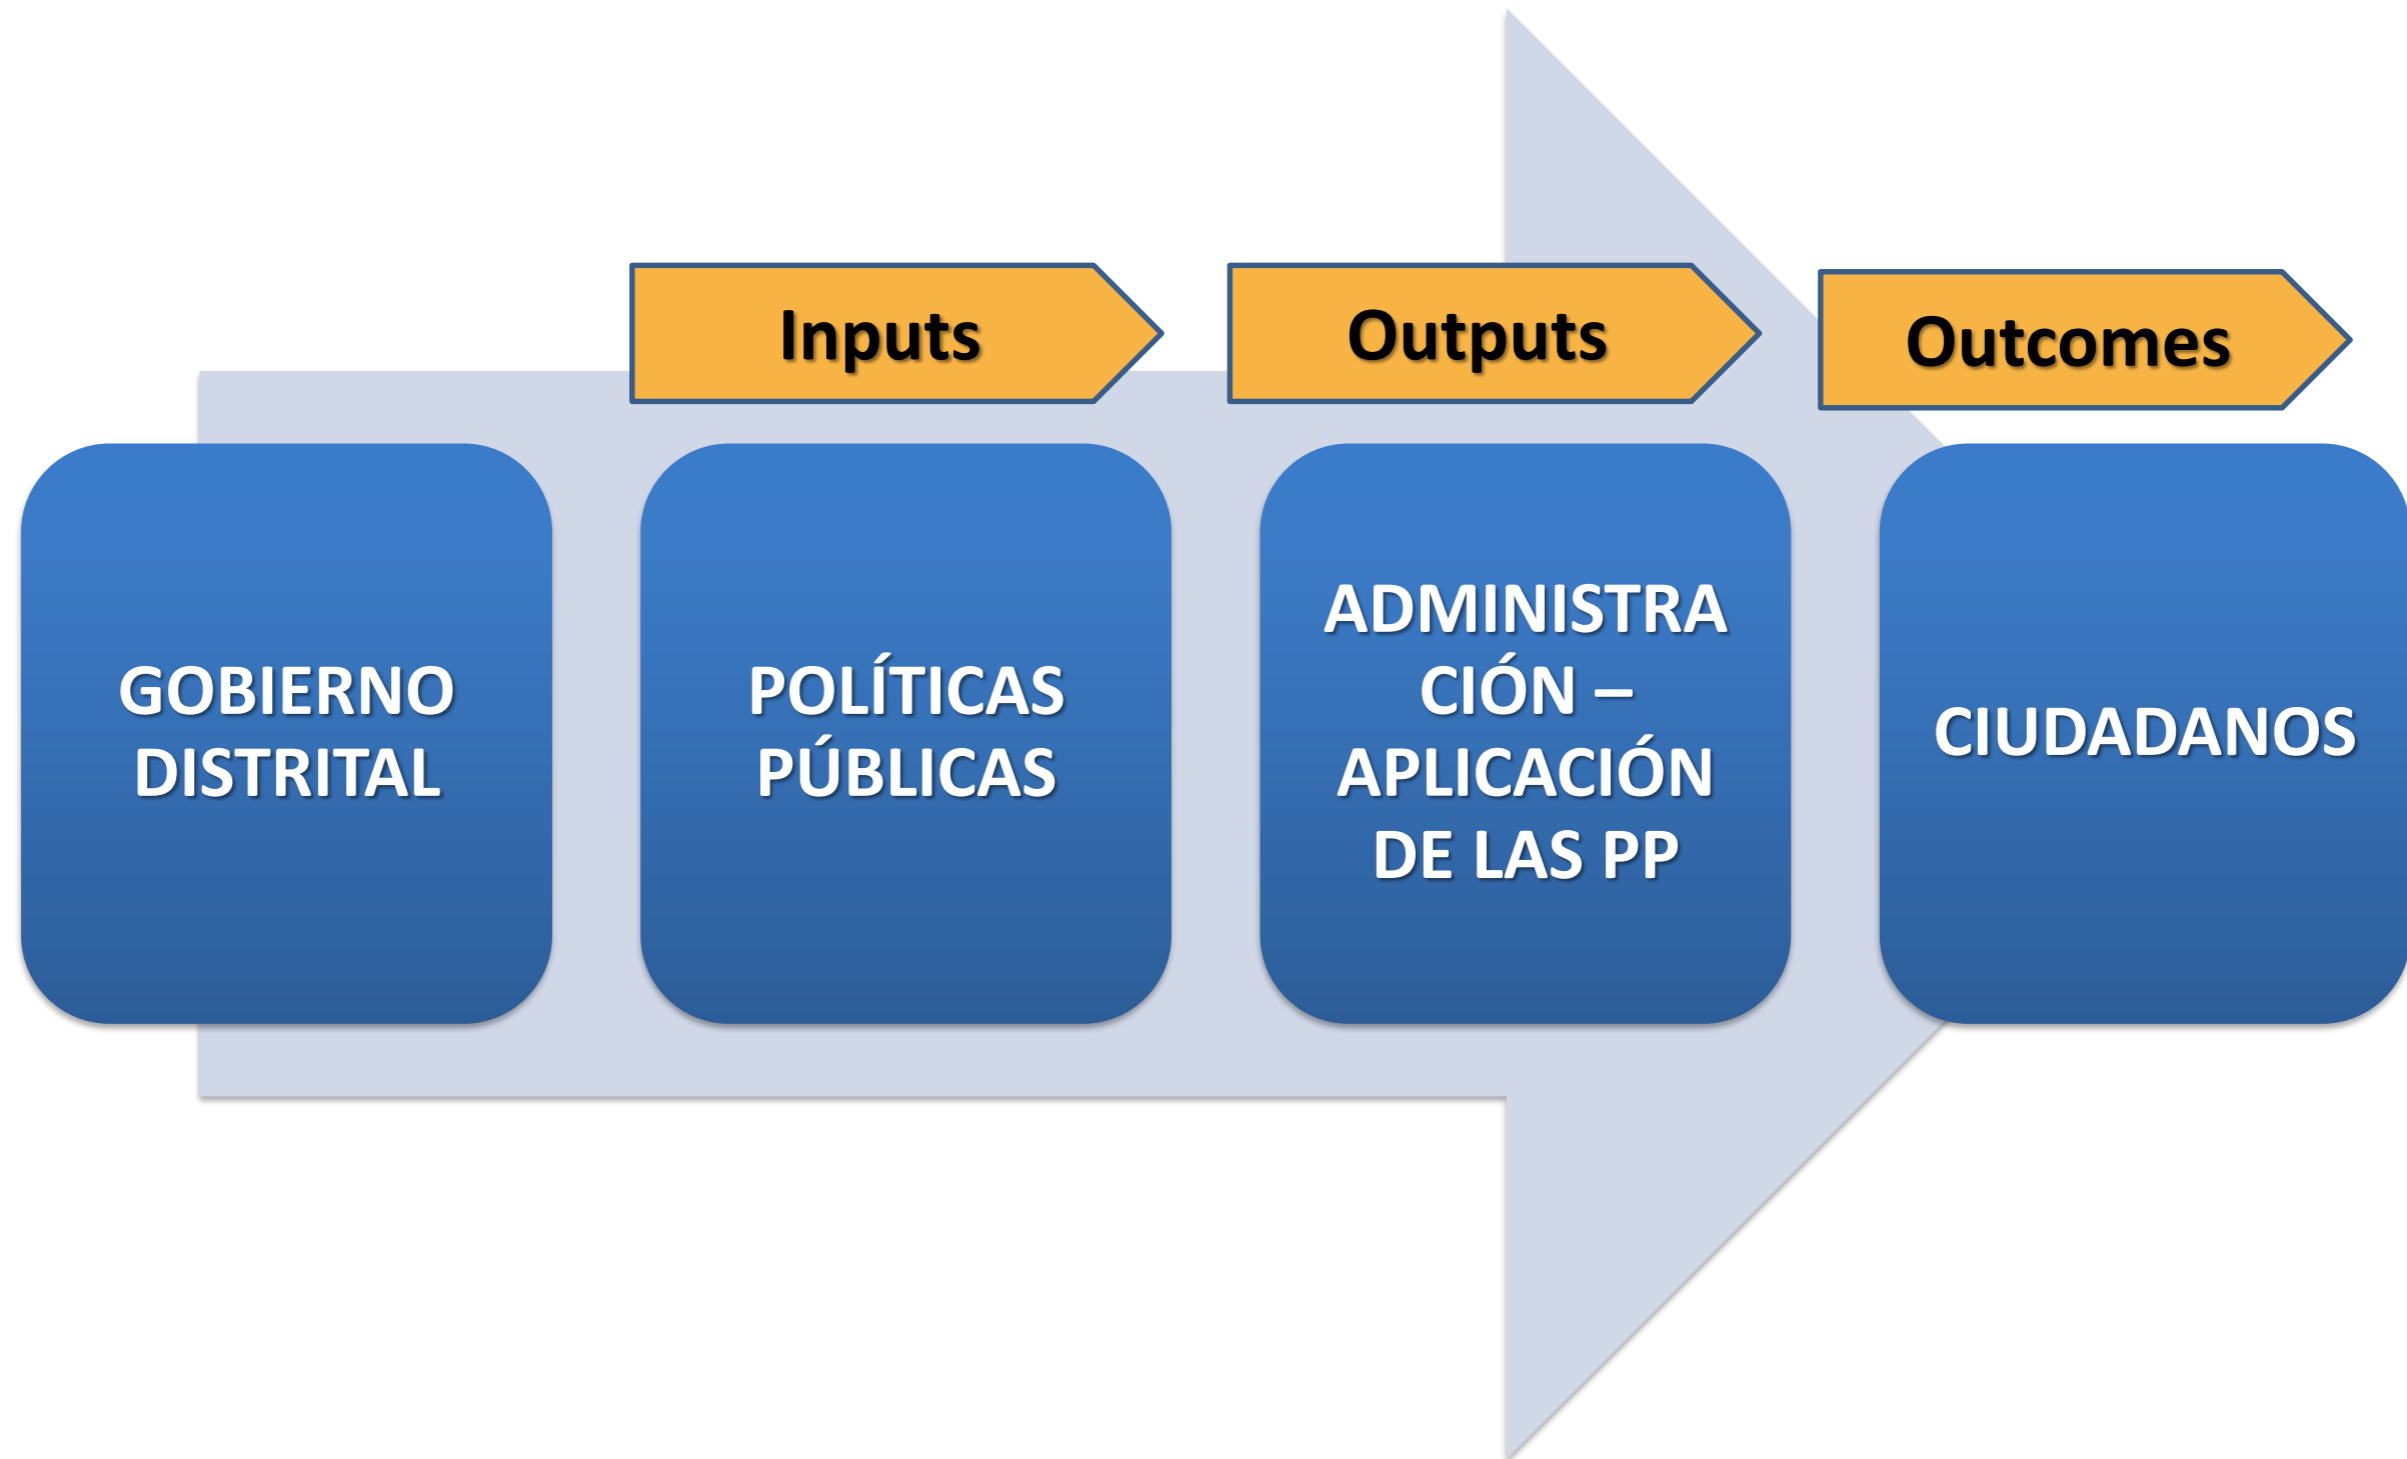 Inputs
Outputs
Outcomes
GOBIERNO
DISTRITAL
POLÍTICAS
PÚBLICAS
ADMINISTRA
CIÓN –
APLICACIÓN
DE LAS PP
CIUDADANOS